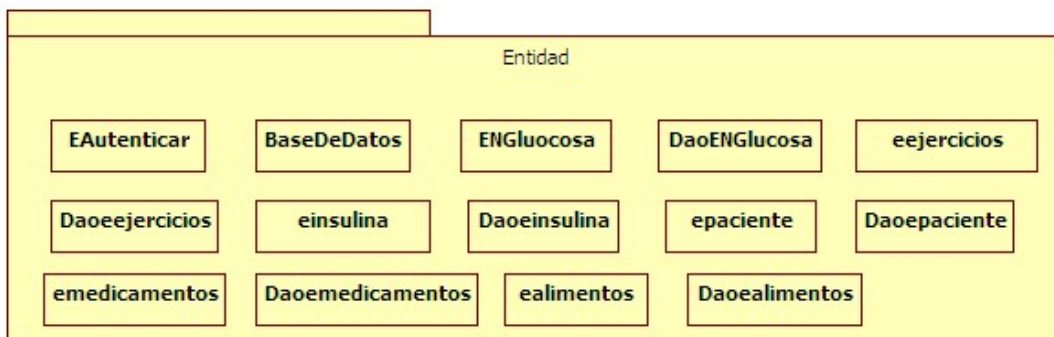 Entidad
EAutenticar BaseDeDatos ENGluocosa DaoENGlucosa eejercicios
Daoeejercicios einsulina Daoeinsulina epaciente Daoepaciente
emedicamentos Daoemedicamentos ealimentos Daoealimentos